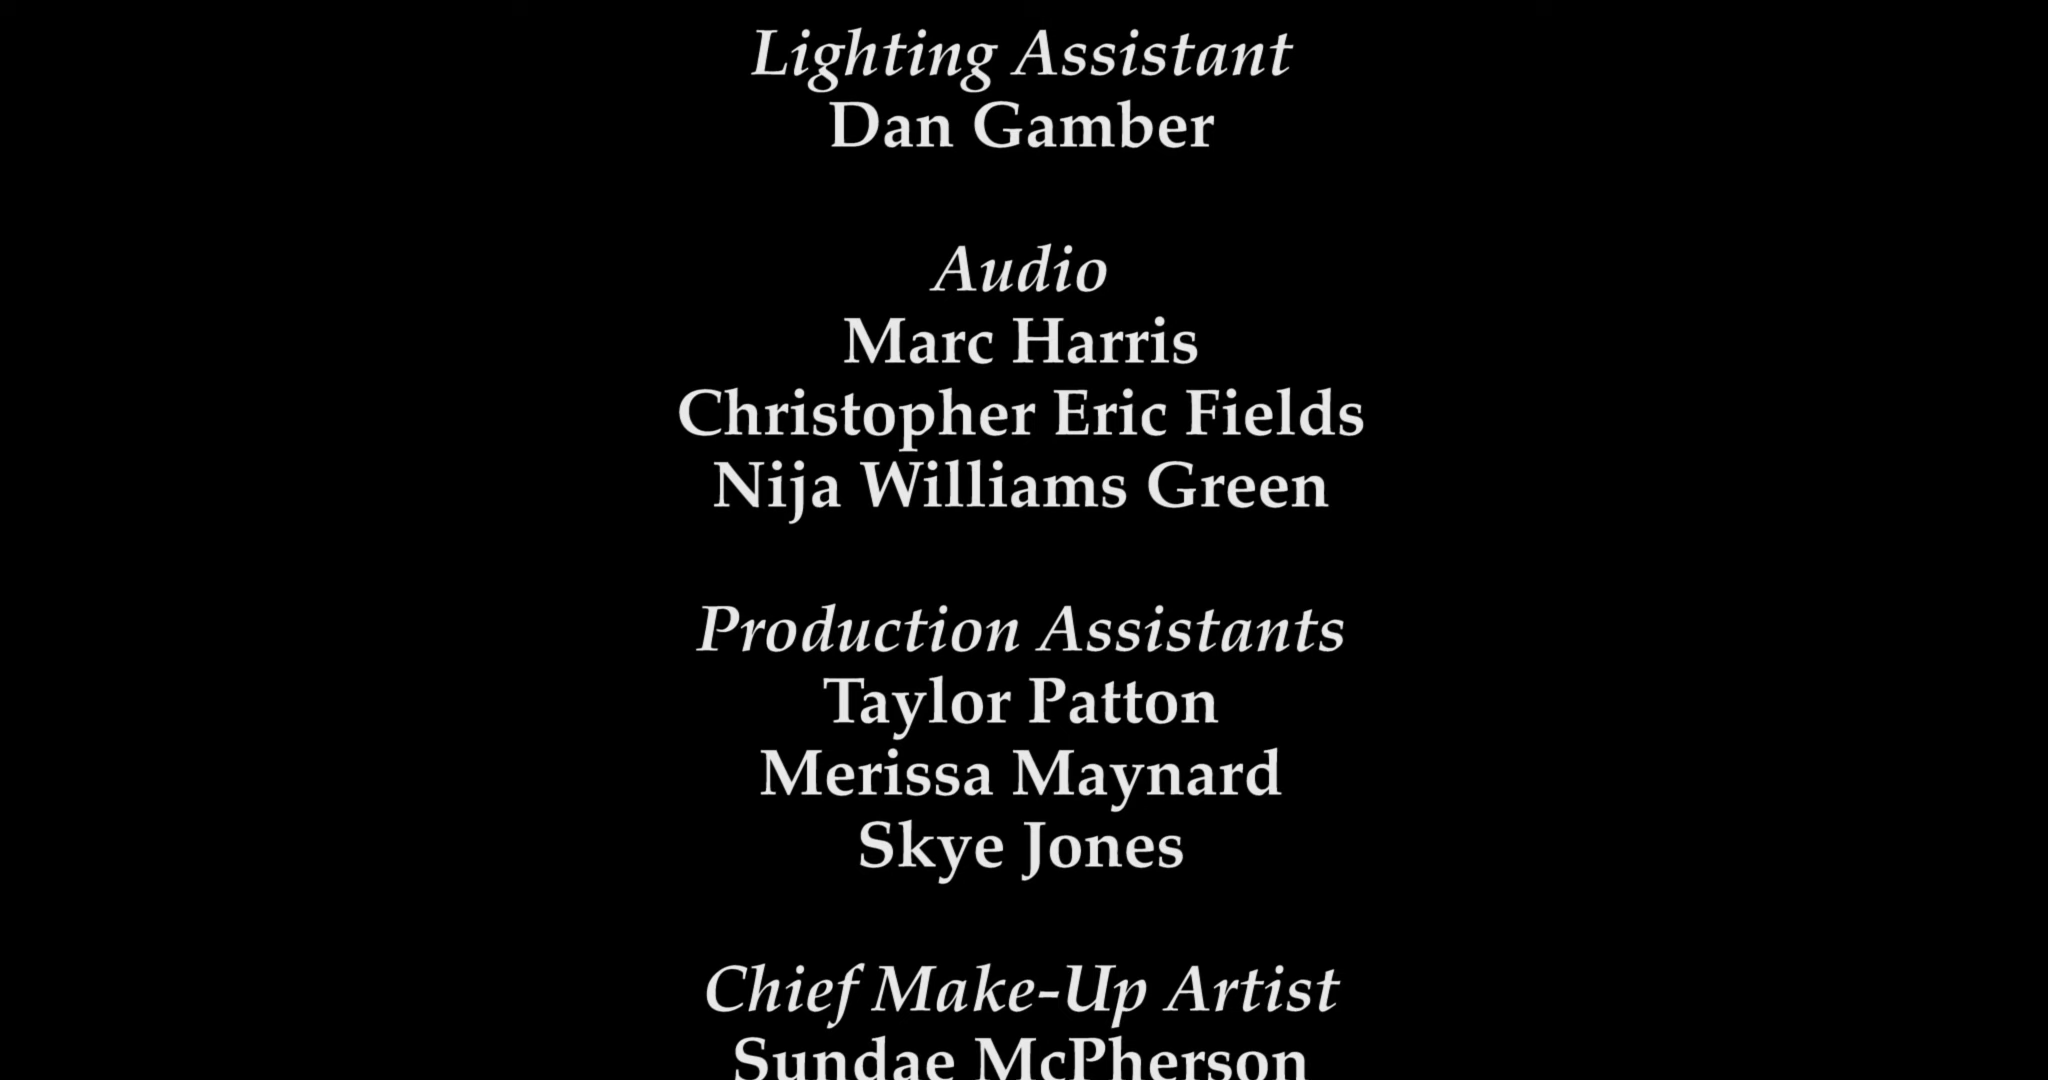 Lighting Assistant
Dan Gamber
Audio
Marc Harris
Christopher Eric Fields
Nija Williams Green
Production Assistants
Taylor Patton
Merissa Maynard
Skye Jones
Chief Make-Up Artist
Sundae McPherson